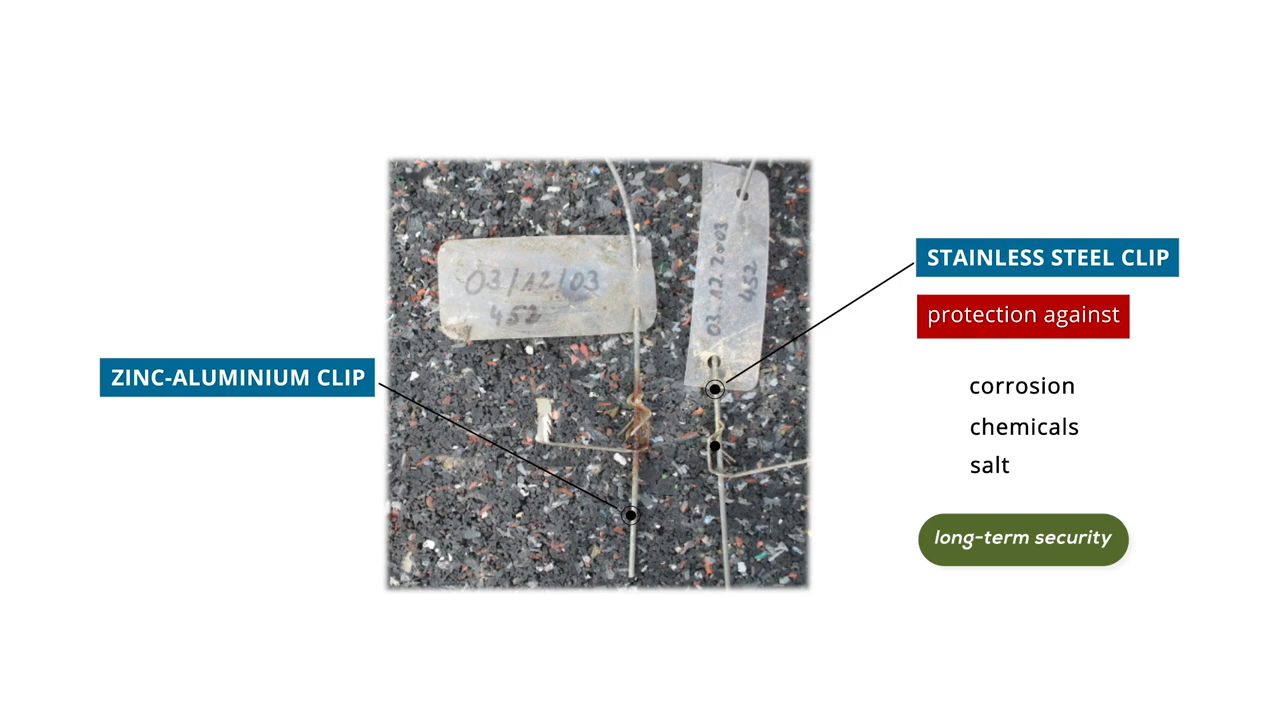 ZINC-ALUMINIUM CLIP
03/12/03
452
03.12.2003
452
STAINLESS STEEL CLIP
protection against
corrosion
chemicals
salt
long-term security